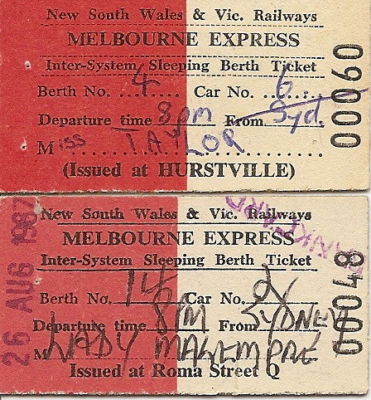 New South Wales & Vic. Railways
MELBOURNE EXPRESS
Inter-System Sleeping Berth Ticket
Berth No. 4 Car No. 6
Departure time 8pm From Syd.
Miss TAYLOR
(Issued at HURSTVILLE)
09000
New South Wales & Vic. Railways
MELBOURNE EXPRESS
Inter-System Sleeping Berth Ticket
Berth No. 14 Car No.
Departure time 8PM From SYDNEY
M LADY
Issued at Roma Street Q
00048
26 AUG 1987